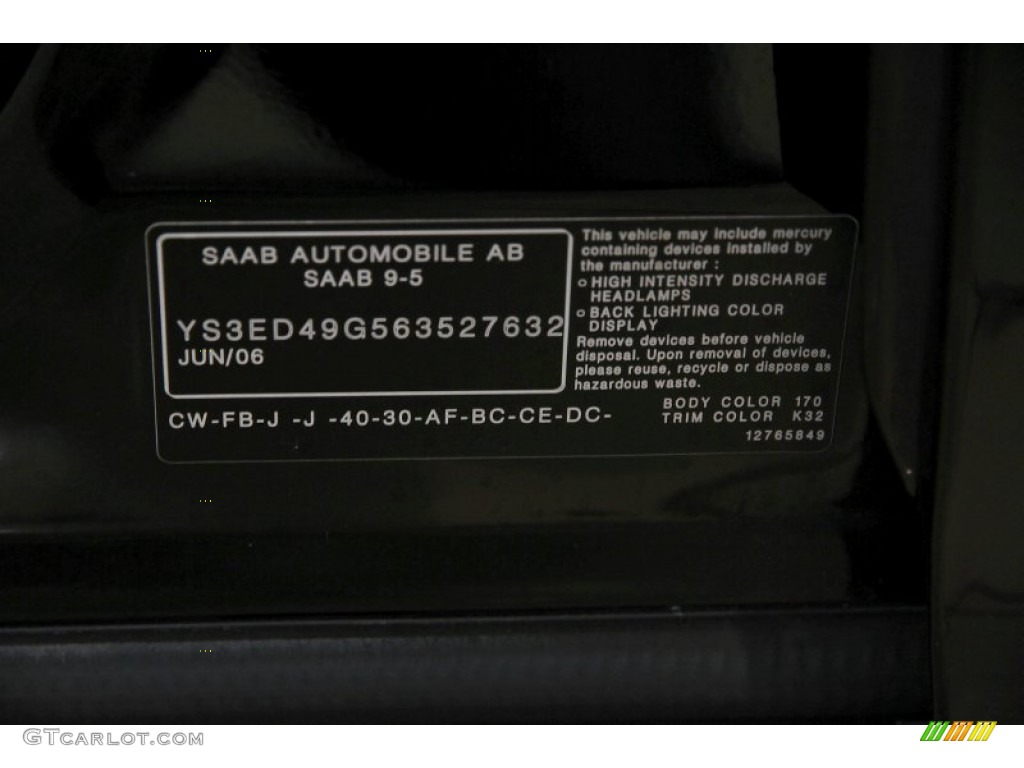 SAAB AUTOMOBILE AB
SAAB 9-5
YS3ED49G563527632
JUN/06
This vehicle may include mercury
containing devices installed by
the manufacturer :
o HIGH INTENSITY DISCHARGE
HEADLAMPS
o BACK LIGHTING COLOR
DISPLAY
Remove devices before vehicle
disposal. Upon removal of devices,
please reuse, recycle or dispose as
hazardous waste.
CW-FB-J -J -40-30-AF-BC-CE-DC-
BODY COLOR 170
TRIM COLOR K32
12765849
GTCARLOT.COM